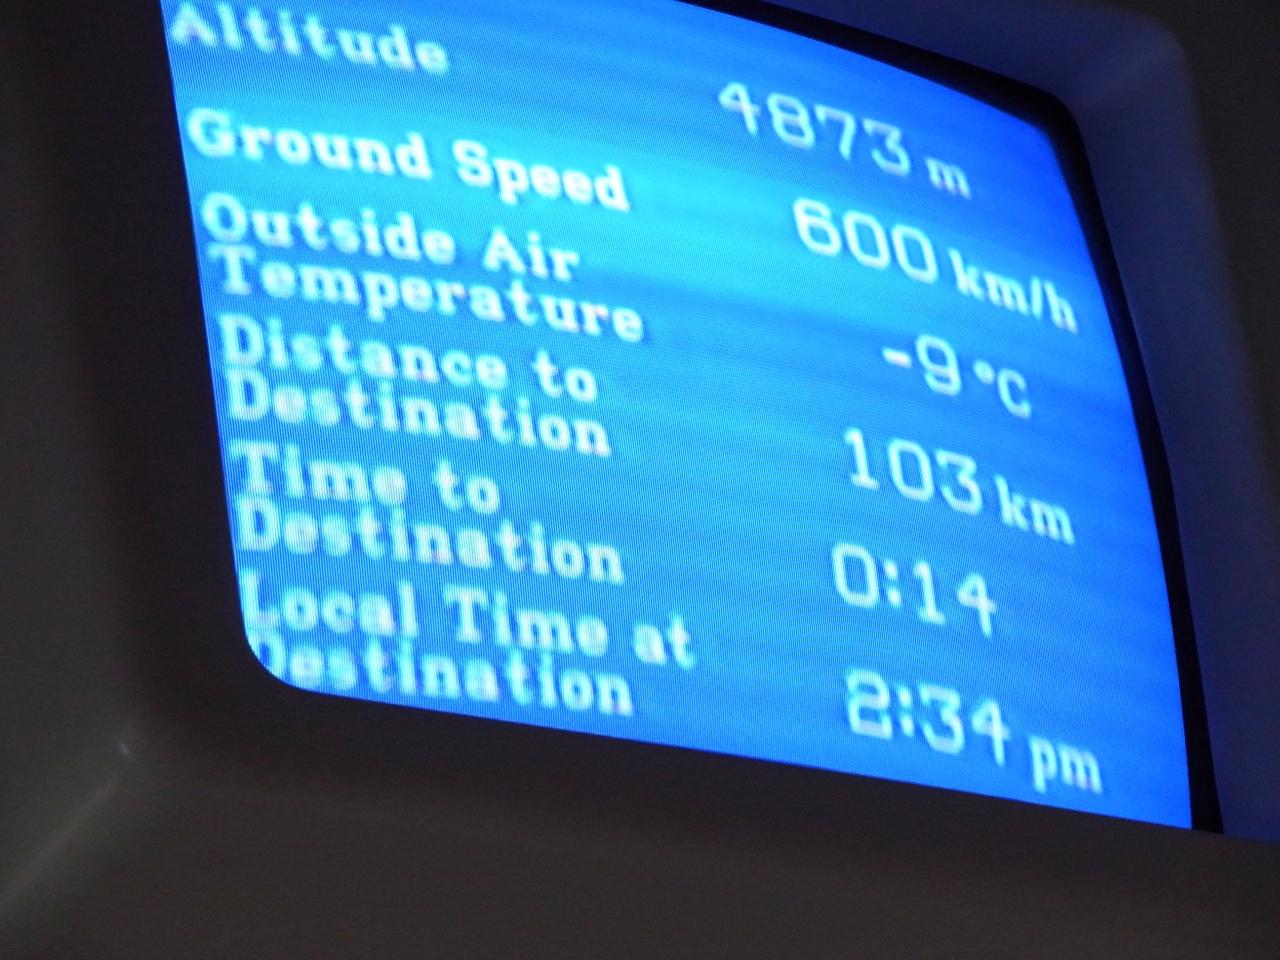 Altitude
4873 m
Ground Speed
600 km/h
Outside Air
Temperature
-9 °C
Distance to
Destination
103 km
Time to
Destination
0:14
Local Time at
Destination
2:34 pm